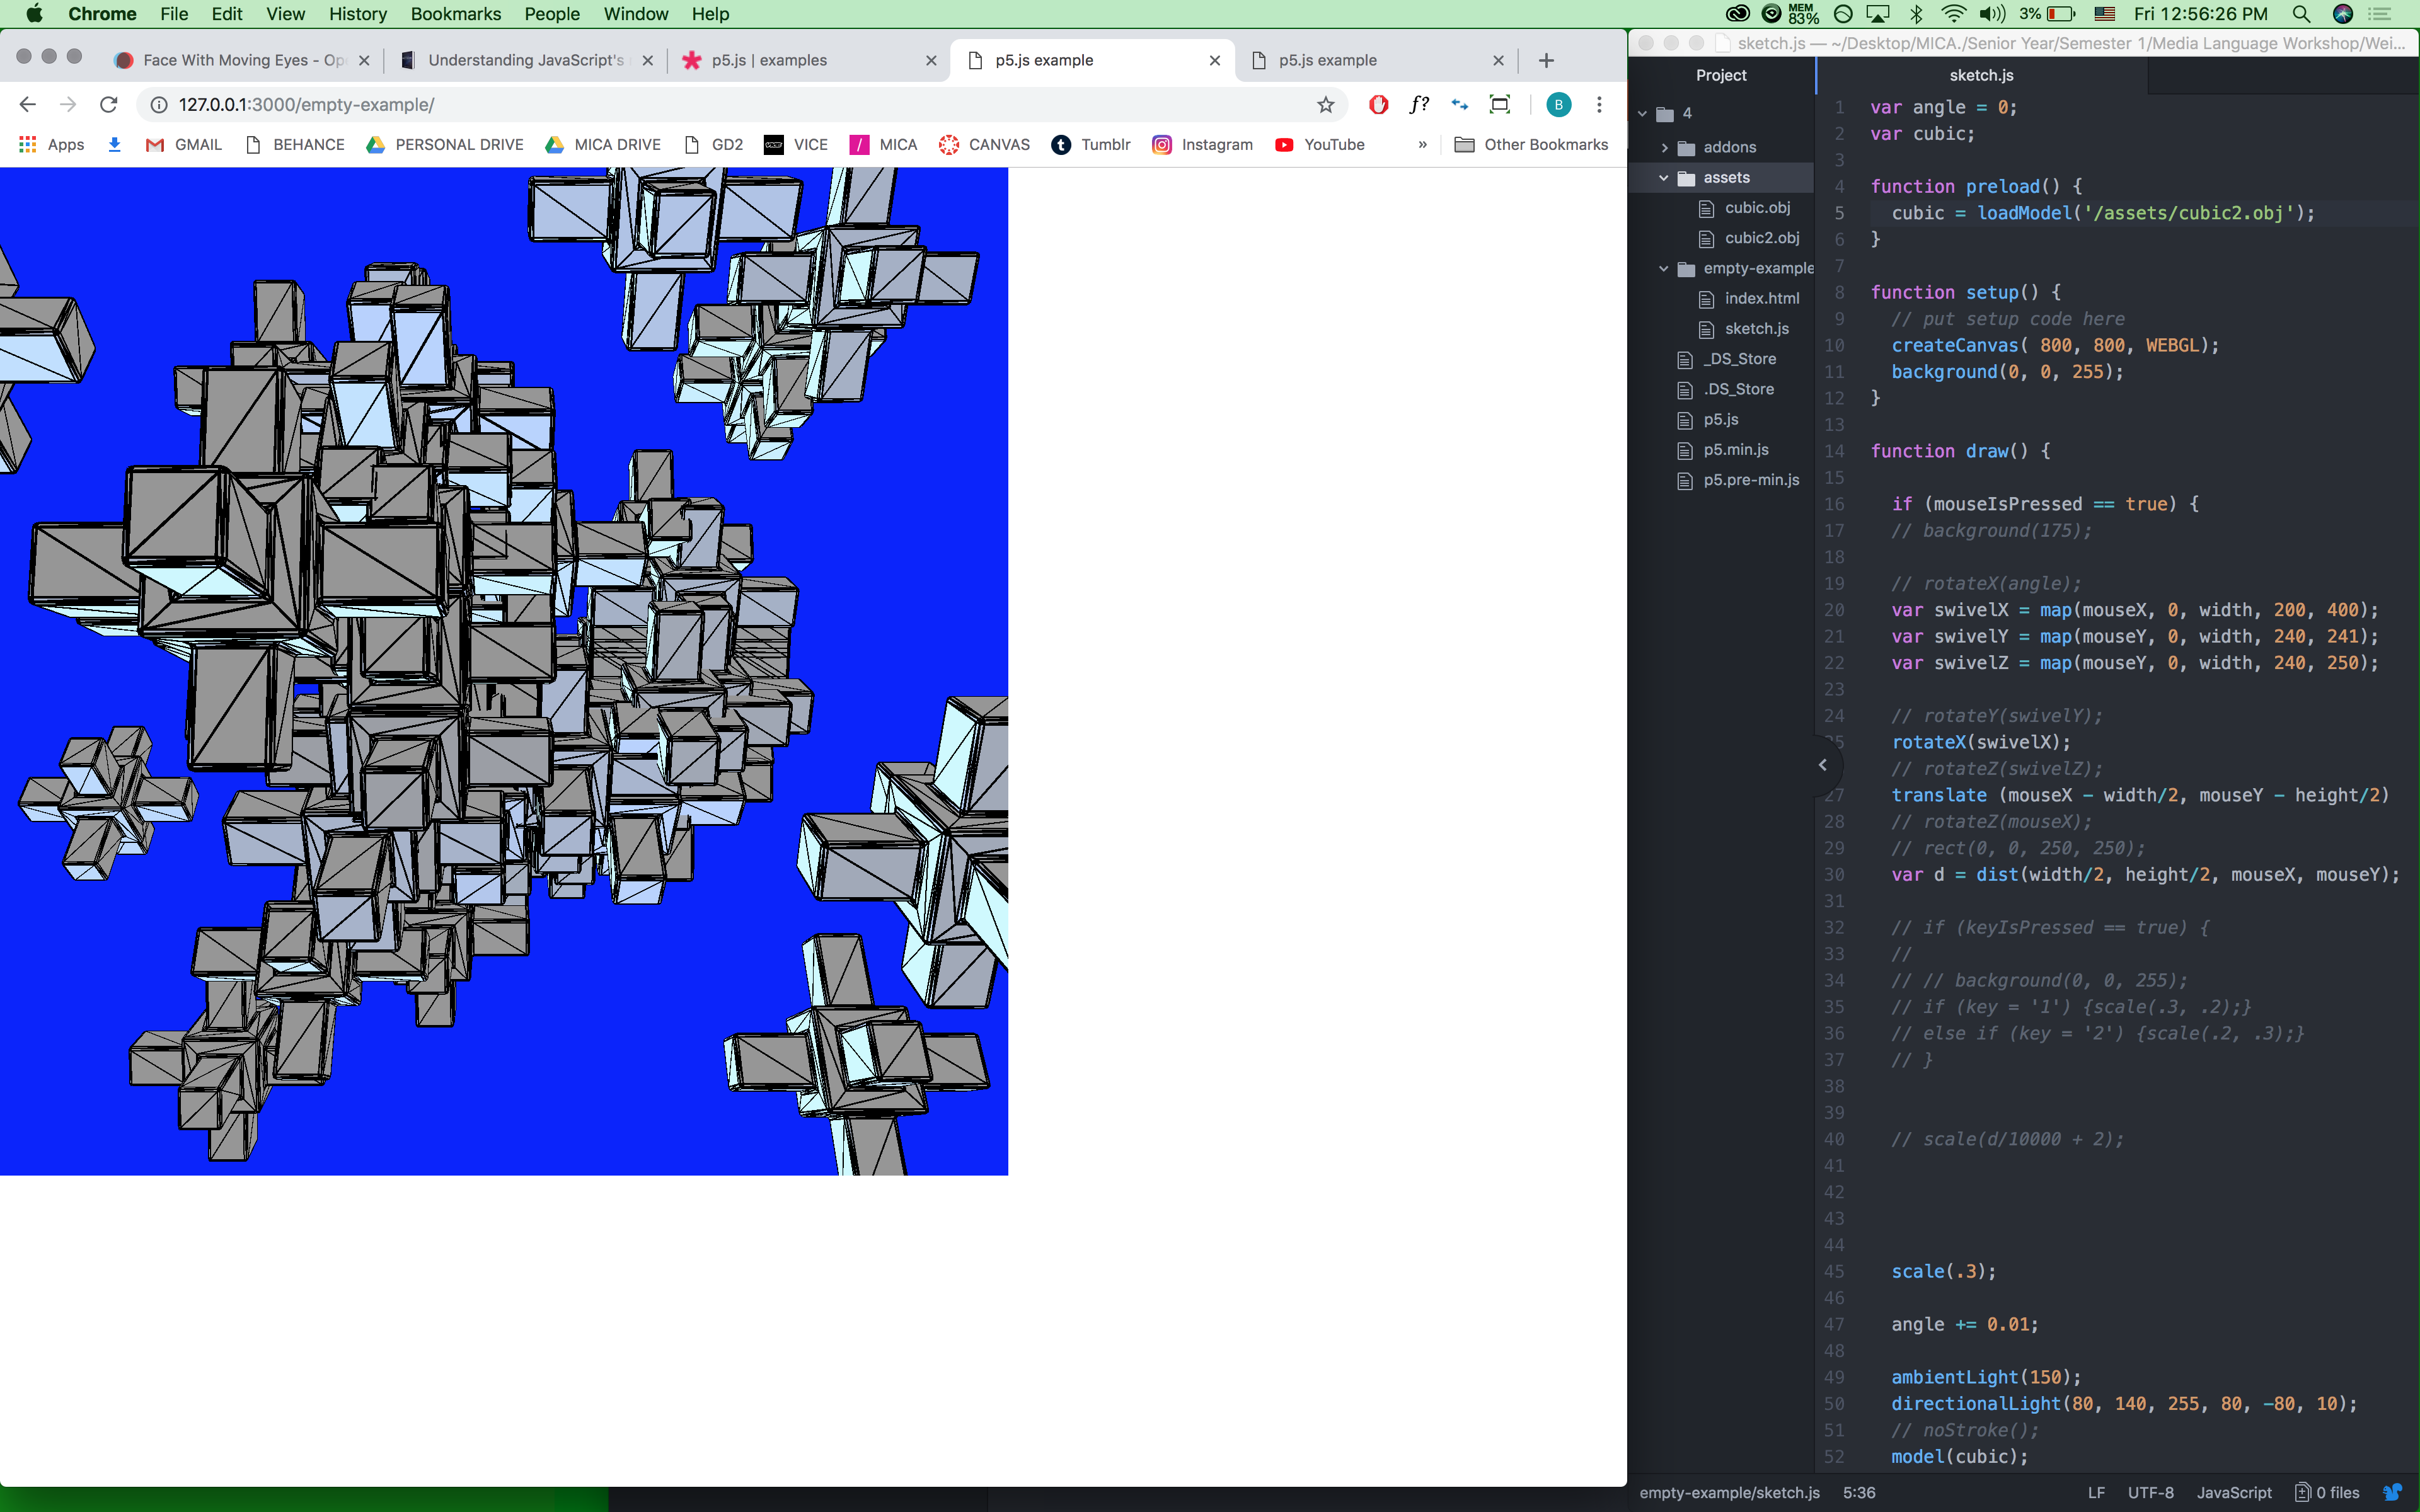 Chrome File Edit View History Bookmarks People Window Help
MEM 83% 3% Fri 12:56:26 PM
Face With Moving Eyes - Op
Understanding JavaScript's
p5.js | examples
p5.js example
p5.js example
127.0.0.1:3000/empty-example/
f? B
Apps GMAIL BEHANCE PERSONAL DRIVE MICA DRIVE GD2 VICE MICA CANVAS Tumblr Instagram YouTube » Other Bookmarks
sketch.js — ~/Desktop/MICA./Senior Year/Semester 1/Media Language Workshop/Wei...
Project
4
addons
assets
cubic.obj
cubic2.obj
empty-example
index.html
sketch.js
_DS_Store
.DS_Store
p5.js
p5.min.js
p5.pre-min.js
sketch.js
1 var angle = 0;
2 var cubic;
3
4 function preload() {
5 cubic = loadModel('/assets/cubic2.obj');
6 }
7
8 function setup() {
9 // put setup code here
10 createCanvas( 800, 800, WEBGL);
11 background(0, 0, 255);
12 }
13
14 function draw() {
15
16 if (mouseIsPressed == true) {
17 // background(175);
18
19 // rotateX(angle);
20 var swivelX = map(mouseX, 0, width, 200, 400);
21 var swivelY = map(mouseY, 0, width, 240, 241);
22 var swivelZ = map(mouseY, 0, width, 240, 250);
23
24 // rotateY(swivelY);
25 rotateX(swivelX);
// rotateZ(swivelZ);
27 translate (mouseX - width/2, mouseY - height/2)
28 // rotateZ(mouseX);
29 // rect(0, 0, 250, 250);
30 var d = dist(width/2, height/2, mouseX, mouseY);
31
32 // if (keyIsPressed == true) {
33 //
34 // // background(0, 0, 255);
35 // if (key = '1') {scale(.3, .2);}
36 // else if (key = '2') {scale(.2, .3);}
37 // }
38
39
40 // scale(d/10000 + 2);
41
42
43
44
45 scale(.3);
46
47 angle += 0.01;
48
49 ambientLight(150);
50 directionalLight(80, 140, 255, 80, -80, 10);
51 // noStroke();
52 model(cubic);
empty-example/sketch.js 5:36 LF UTF-8 JavaScript 0 files